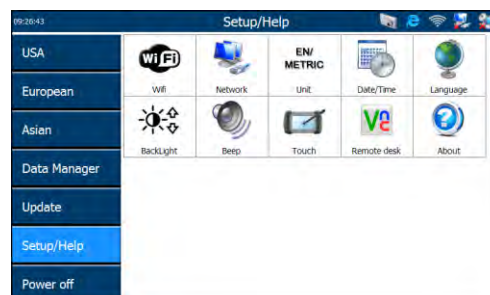 09:26:43
Setup/Help
USA
European
Asian
Data Manager
Update
Setup/Help
Power off
WiFi
EN/
METRIC
Wifi
Network
Unit
Date/Time
Language
VC
BackLight
Beep
Touch
Remote desk
About